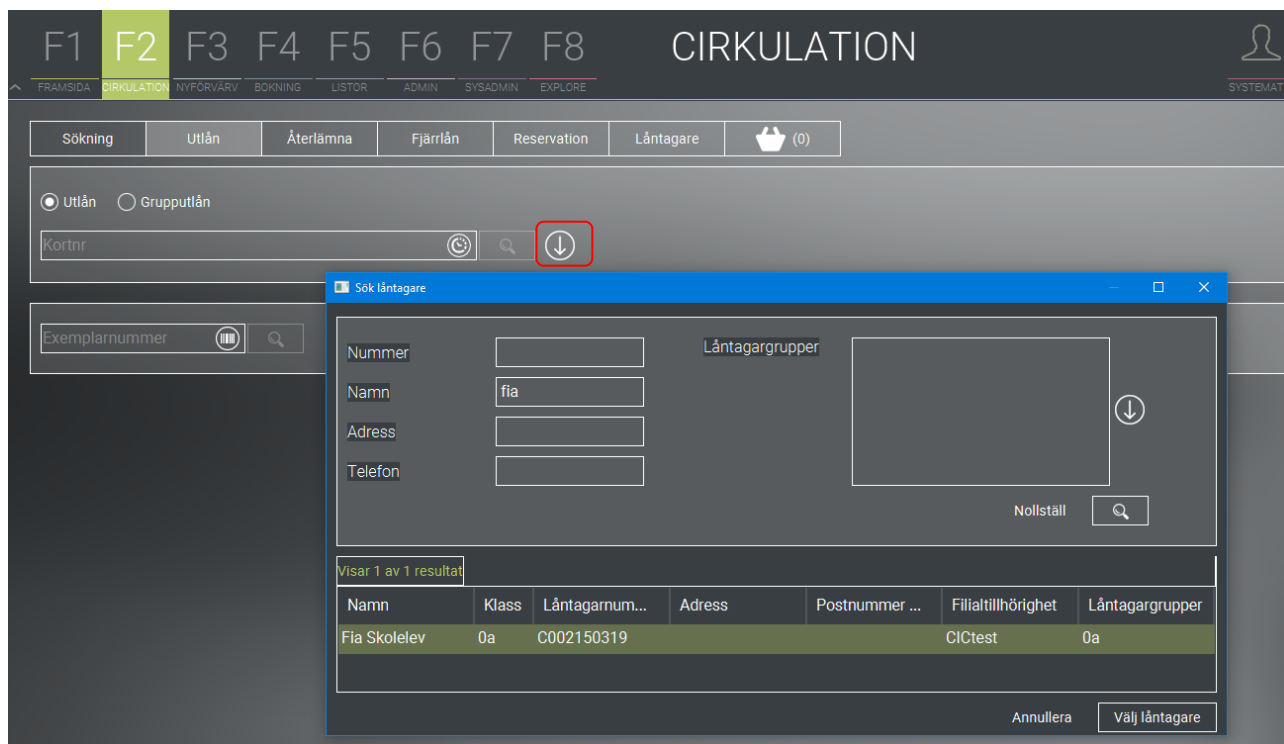 F1 F2 F3 F4 F5 F6 F7 F8 CIRKULATION
FRAMSIDA CIRKULATION NYFÖRVÄRV BOKNING LISTOR ADMIN SYSADMIN EXPLORE SYSTEMAT
Sökning Utlån Återlämna Fjärrlån Reservation Låntagare (0)
Utlån Grupputlån
Kortnr
Sök låntagare
Exemplarnummer
Nummer Låntagargrupper
Namn fia
Adress
Telefon
Nollställ
Visar 1 av 1 resultat
Namn Klass Låntagarnum... Adress Postnummer ... Filialtillhörighet Låntagargrupper
Fia Skolelev 0a C002150319 CICtest 0a
Annullera Välj låntagare